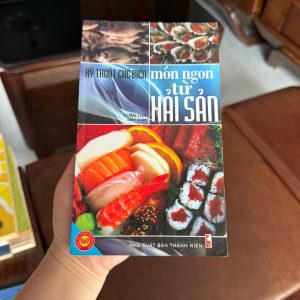 KỸ THUẬT CHẾ BIẾN
món ngon
từ
HẢI SẢN
NHÀ XUẤT BẢN THANH NIÊN